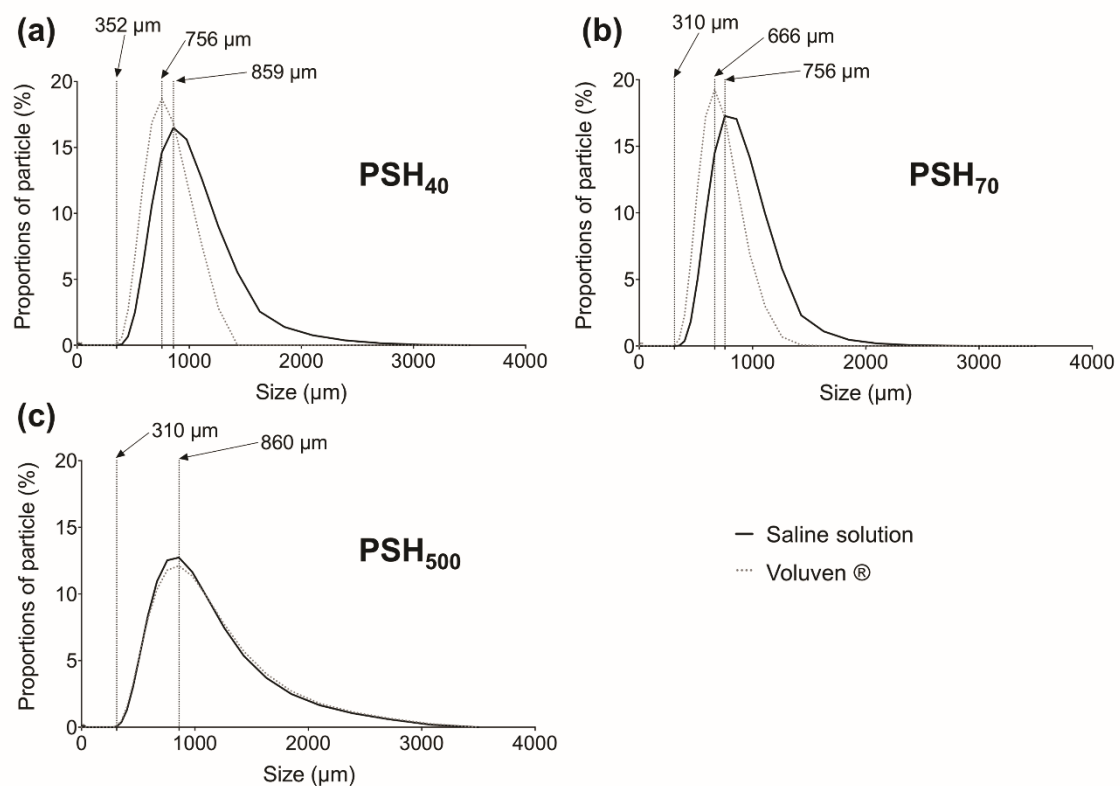 (a)
352 µm
756 µm
859 µm
20
15
10
5
0
Proportions of particle (%)
PSH40
0
1000
2000
3000
4000
Size (µm)
(b)
310 µm
666 µm
756 µm
20
15
10
5
0
Proportions of particle (%)
PSH70
0
1000
2000
3000
4000
Size (µm)
(c)
310 µm
860 µm
20
15
10
5
0
Proportions of particle (%)
PSH500
0
1000
2000
3000
4000
Size (µm)
Saline solution
Voluven ®